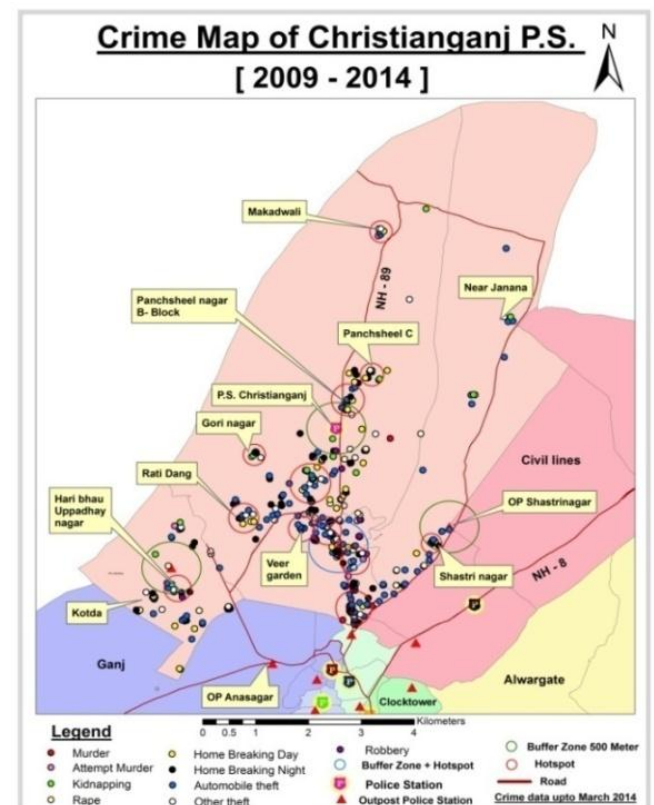 Crime Map of Christianganj P.S.
[ 2009 - 2014 ]
N
Makadwali
NH - 89
Panchsheel nagar
B- Block
Near Janana
Panchsheel C
P.S. Christianganj
Gori nagar
Civil lines
Rati Dang
Hari bhau
Uppadhay
nagar
OP Shastrinagar
Veer
garden
Shastri nagar
NH - 8
Kotda
Ganj
OP Anasagar
Alwargate
Clocktower
0 0.5 1 2 3 4
Kilometers
Legend
Murder
Attempt Murder
Kidnapping
Rape
Home Breaking Day
Home Breaking Night
Automobile theft
Other theft
Robbery
Buffer Zone + Hotspot
Police Station
Outpost Police Station
Buffer Zone 500 Meter
Hotspot
Road
Crime data upto March 2014